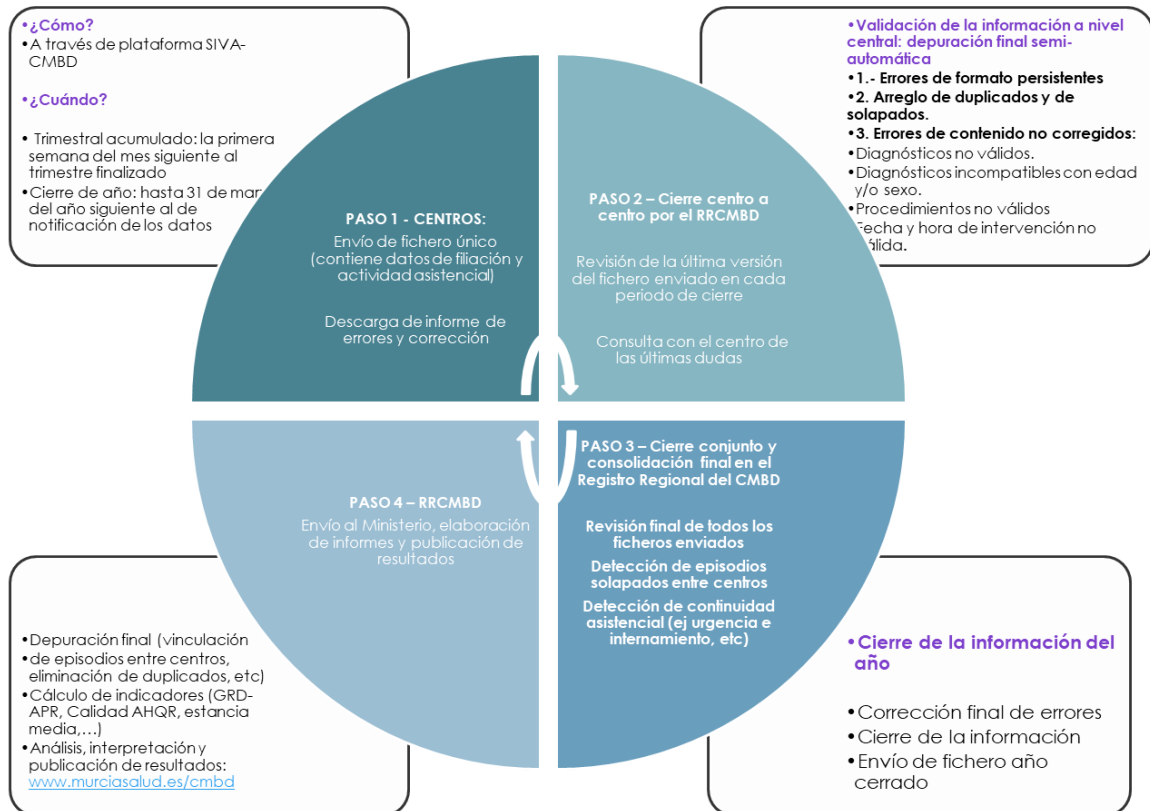 •¿Cómo?
•A través de plataforma SIVA-
CMBD
•¿Cuándo?
• Trimestral acumulado: la primera
semana del mes siguiente al
trimestre finalizado
•Cierre de año: hasta 31 de
del año siguiente al de
notificación de los datos
PASO 1 - CENTROS:
Envío de fichero único
(contiene datos de filiación y
actividad asistencial)
Descarga de informe de
errores y corrección
PASO 2 – Cierre centro a
centro por el RRCMBD
Revisión de la última versión
del fichero enviado en cada
periodo de cierre
Consulta con el centro de
las últimas dudas
•Validación de la información a nivel
central: depuración final semi-
automática
•1.- Errores de formato persistentes
•2. Arreglo de duplicados y de
solapados.
•3. Errores de contenido no corregidos:
•Diagnósticos no válidos.
•Diagnósticos incompatibles con edad
y/o sexo.
•Procedimientos no válidos
Fecha y hora de intervención no
válida.
PASO 4 – RRCMBD
Envío al Ministerio, elaboración
de informes y publicación de
resultados
PASO 3 – Cierre conjunto y
consolidación final en el
Registro Regional del CMBD
Revisión final de todos los
ficheros enviados
Detección de episodios
solapados entre centros
Detección de continuidad
asistencial (ej urgencia e
internamiento, etc)
•Depuración final (vinculación
•de episodios entre centros,
eliminación de duplicados, etc)
•Cálculo de indicadores (GRD-
APR, Calidad AHQR, estancia
media,…)
•Análisis, interpretación y
publicación de resultados:
www.murciasalud.es/cmbd
•Cierre de la información del
año
•Corrección final de errores
•Cierre de la información
•Envío de fichero año
cerrado